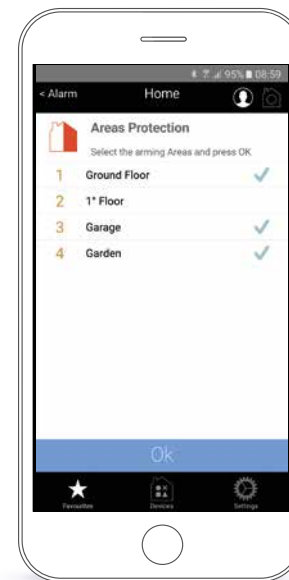 95% 08:59
< Alarm Home
Areas Protection
Select the arming Areas and press OK
1 Ground Floor
2 1° Floor
3 Garage
4 Garden
Ok
Favourites Devices Settings